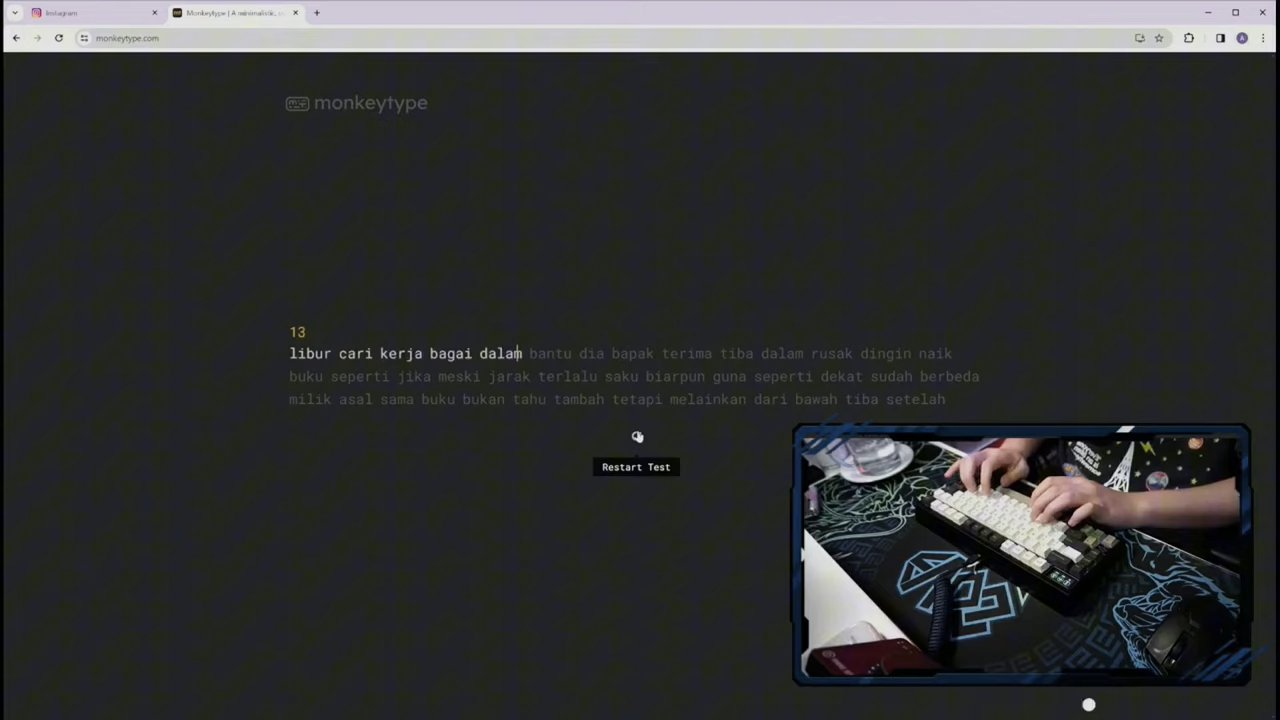 Instagram
Monkeytype | A minimalistic, c
monkeytype.com
monkeytype
13
libur cari kerja bagai dalam bantu dia bapak terima tiba dalam rusak dingin naik
buku seperti jika meski jarak terlalu saku biarpun guna seperti dekat sudah berbeda
milik asal sama buku bukan tahu tambah tetapi melainkan dari bawah tiba setelah
Restart Test